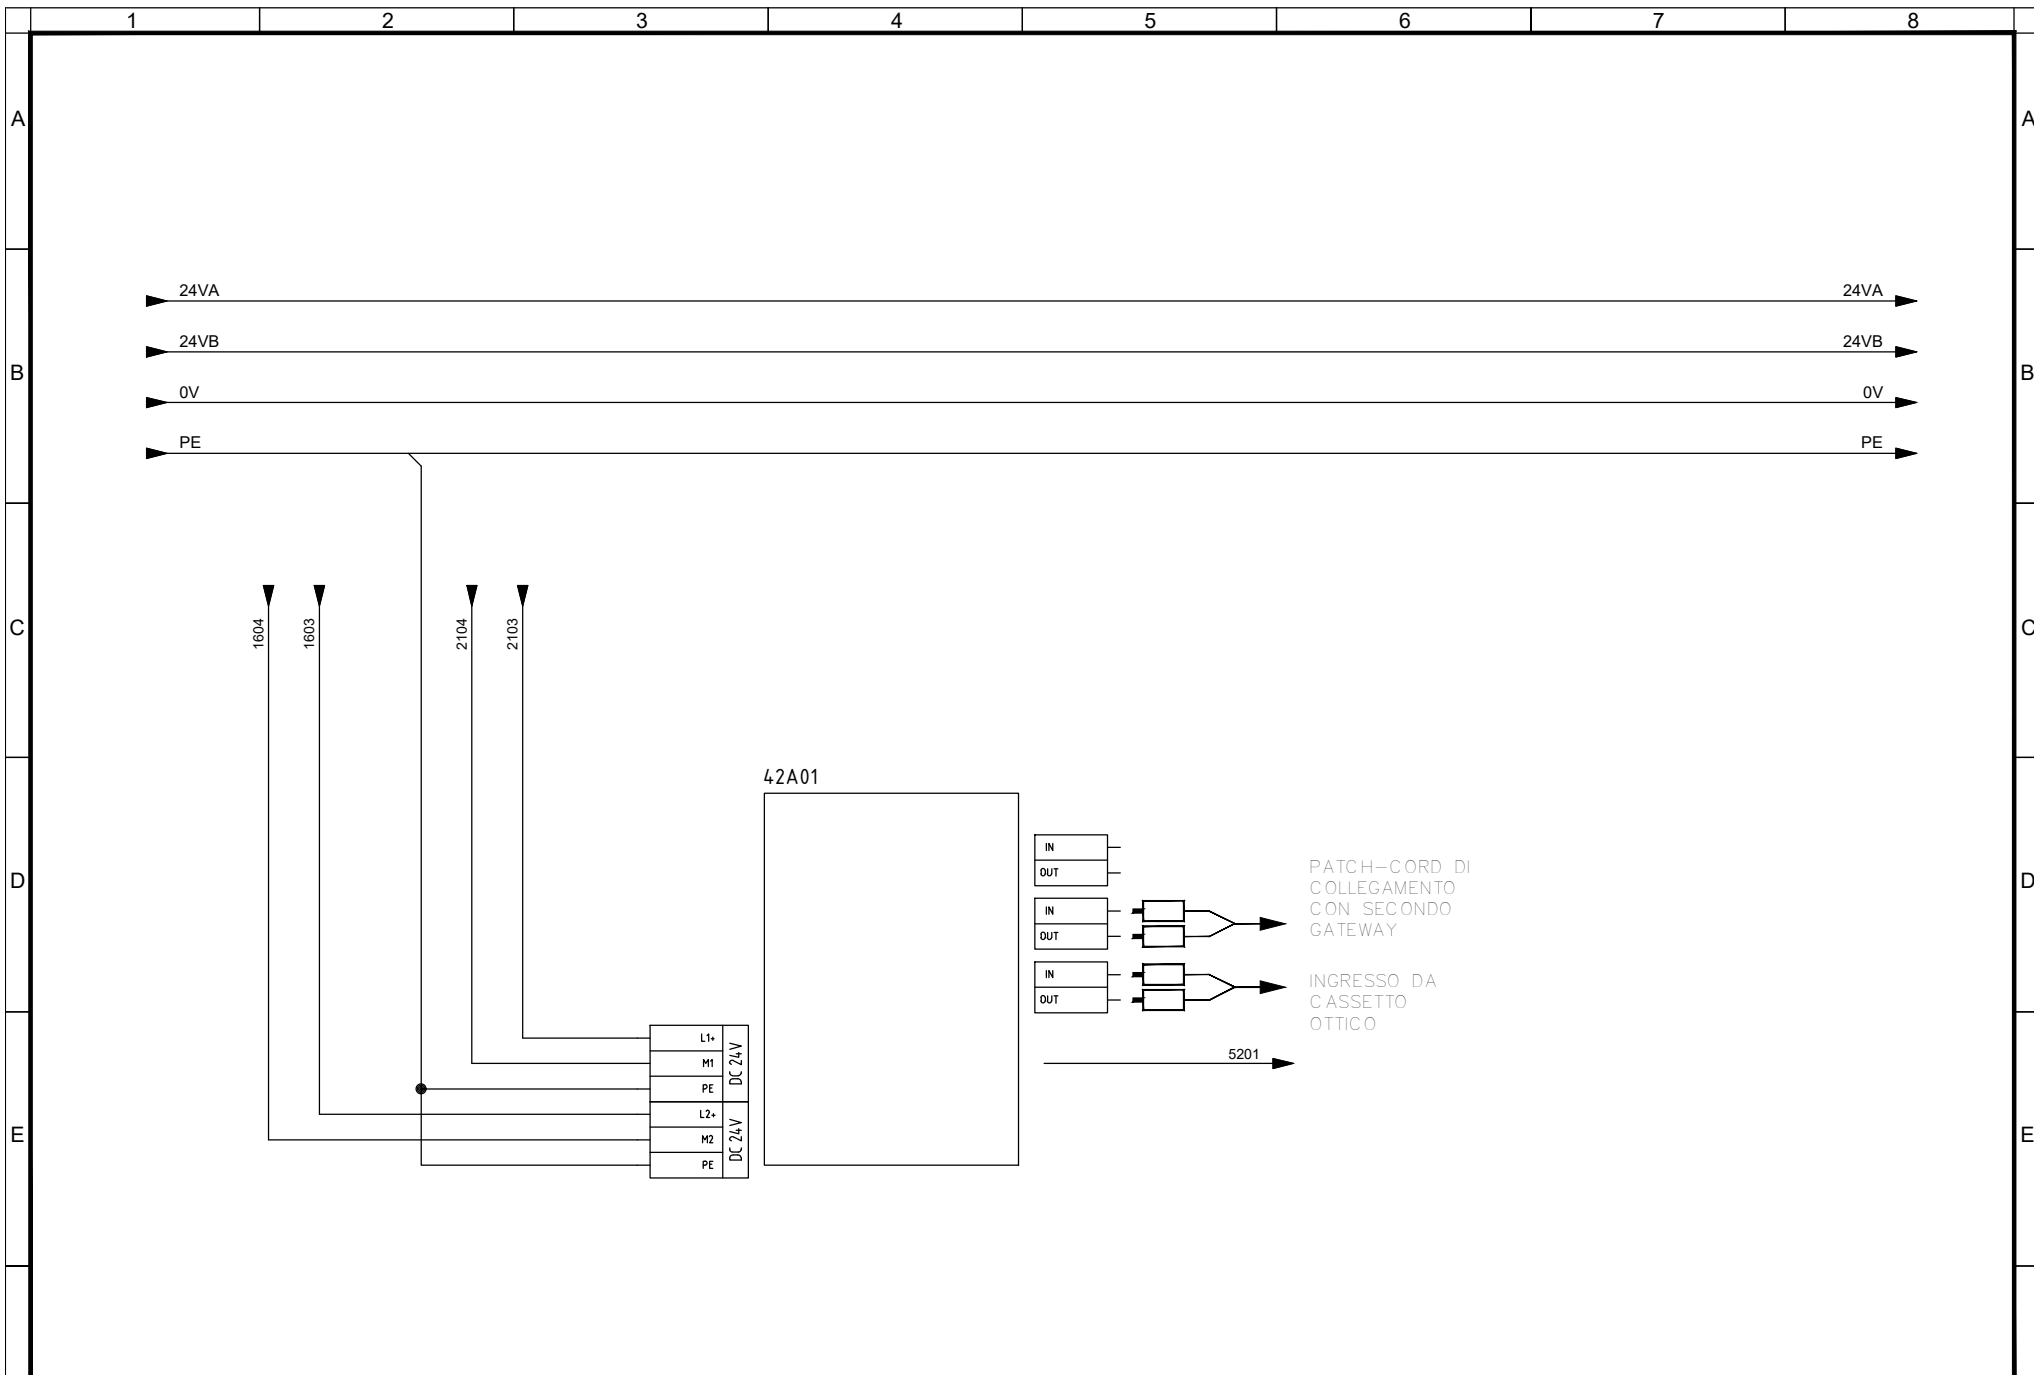 1 2 3 4 5 6 7 8
A A
24VA 24VA
24VB 24VB
B B
0V 0V
PE PE
C C
1604
1603
2104
2103
42A01
IN
OUT
D D
PATCH-CORD DI
COLLEGAMENTO
CON SECONDO
GATEWAY
IN
OUT
IN
OUT
INGRESSO DA
CASSETTO
OTTICO
5201
L1+
M1
PE
DC 24V
L2+
M2
PE
DC 24V
E E